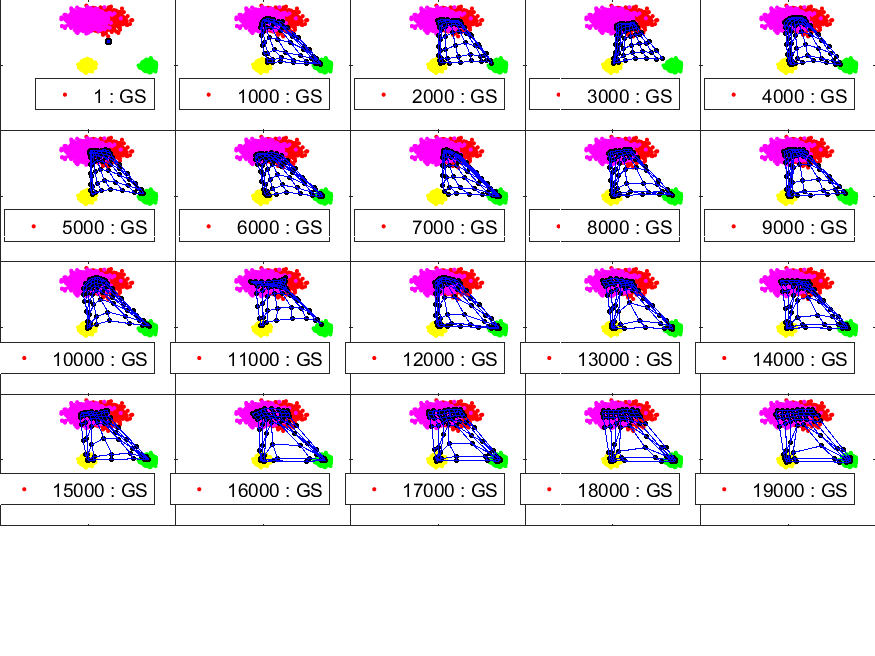 1 : GS
1000 : GS
2000 : GS
3000 : GS
4000 : GS
5000 : GS
6000 : GS
7000 : GS
8000 : GS
9000 : GS
10000 : GS
11000 : GS
12000 : GS
13000 : GS
14000 : GS
15000 : GS
16000 : GS
17000 : GS
18000 : GS
19000 : GS